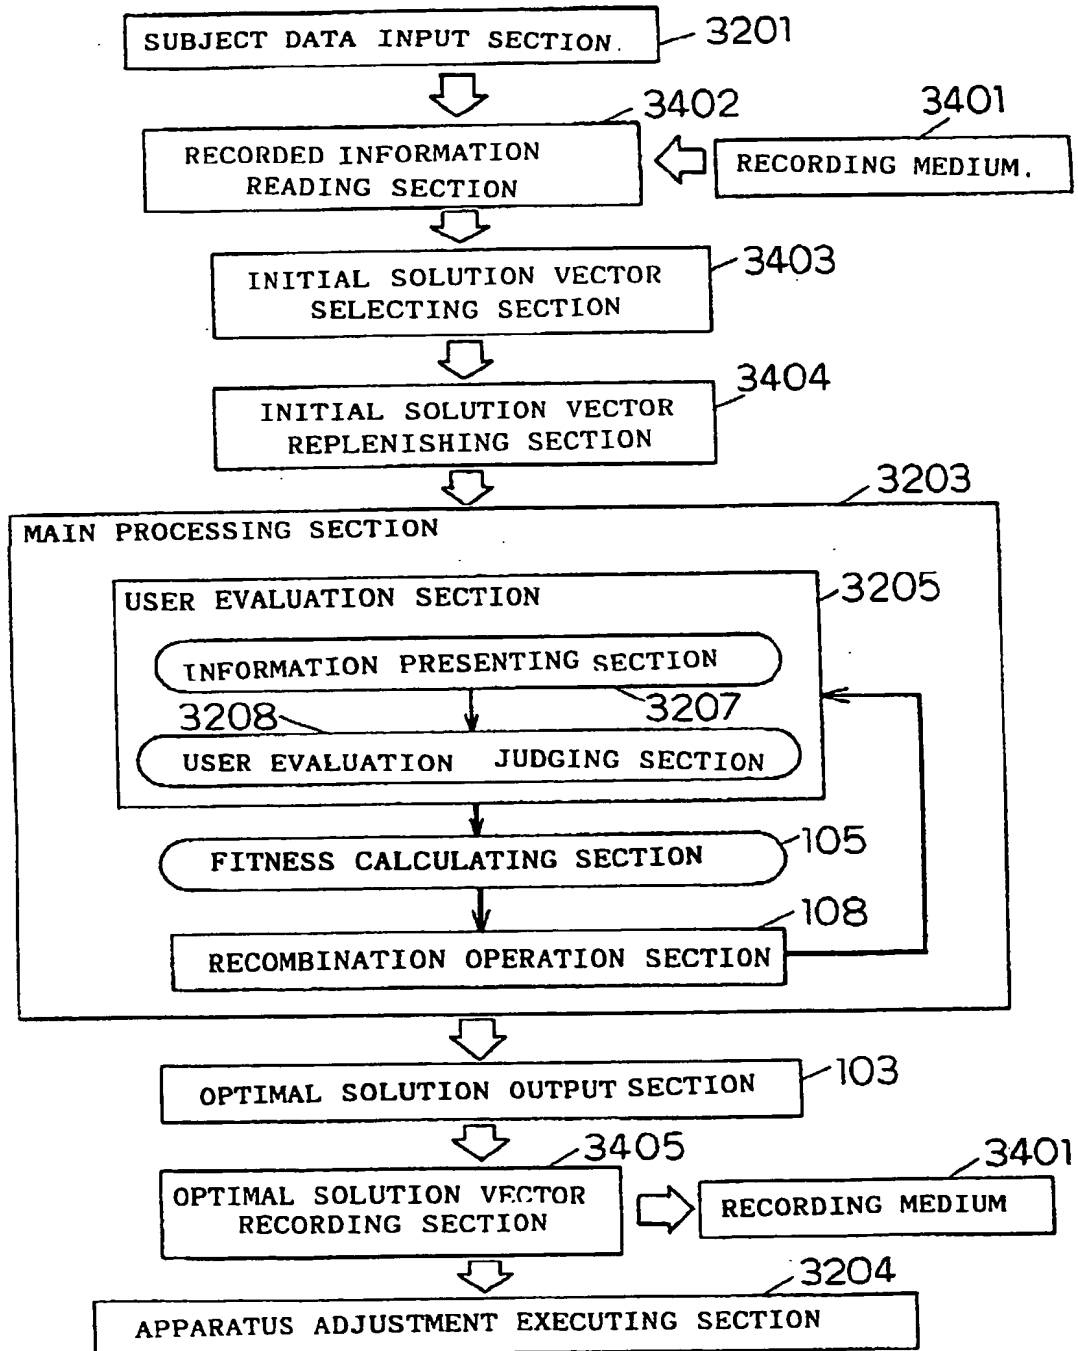 SUBJECT DATA INPUT SECTION.
3201
3402
3401
RECORDED INFORMATION
READING SECTION
RECORDING MEDIUM.
3403
INITIAL SOLUTION VECTOR
SELECTING SECTION
3404
INITIAL SOLUTION VECTOR
REPLENISHING SECTION
3203
MAIN PROCESSING SECTION
3205
USER EVALUATION SECTION
INFORMATION PRESENTING SECTION
3207
3208
USER EVALUATION JUDGING SECTION
105
FITNESS CALCULATING SECTION
108
RECOMBINATION OPERATION SECTION
103
OPTIMAL SOLUTION OUTPUT SECTION
3405
3401
OPTIMAL SOLUTION VECTOR
RECORDING SECTION
RECORDING MEDIUM
3204
APPARATUS ADJUSTMENT EXECUTING SECTION